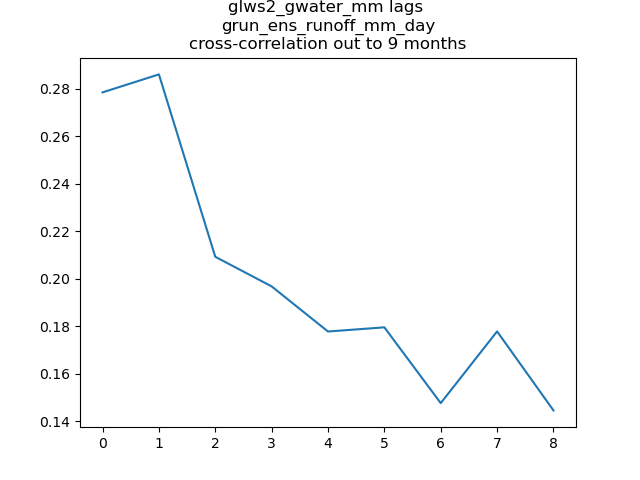 glws2_gwater_mm lags
grun_ens_runoff_mm_day
cross-correlation out to 9 months
0.28
0.26
0.24
0.22
0.20
0.18
0.16
0.14
0 1 2 3 4 5 6 7 8